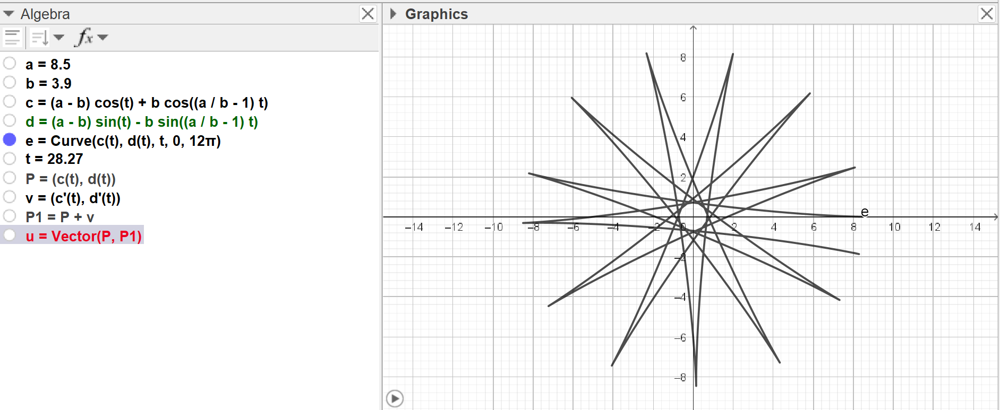 Algebra
Graphics
fx
a = 8.5
b = 3.9
c = (a - b) cos(t) + b cos((a / b - 1) t)
d = (a - b) sin(t) - b sin((a / b - 1) t)
e = Curve(c(t), d(t), t, 0, 12π)
t = 28.27
P = (c(t), d(t))
v = (c'(t), d'(t))
P1 = P + v
u = Vector(P, P1)
8
6
4
2
e
–14 –12 –10 –8 –6 –4 –2 0 2 4 6 8 10 12 14
–2
–4
–6
–8